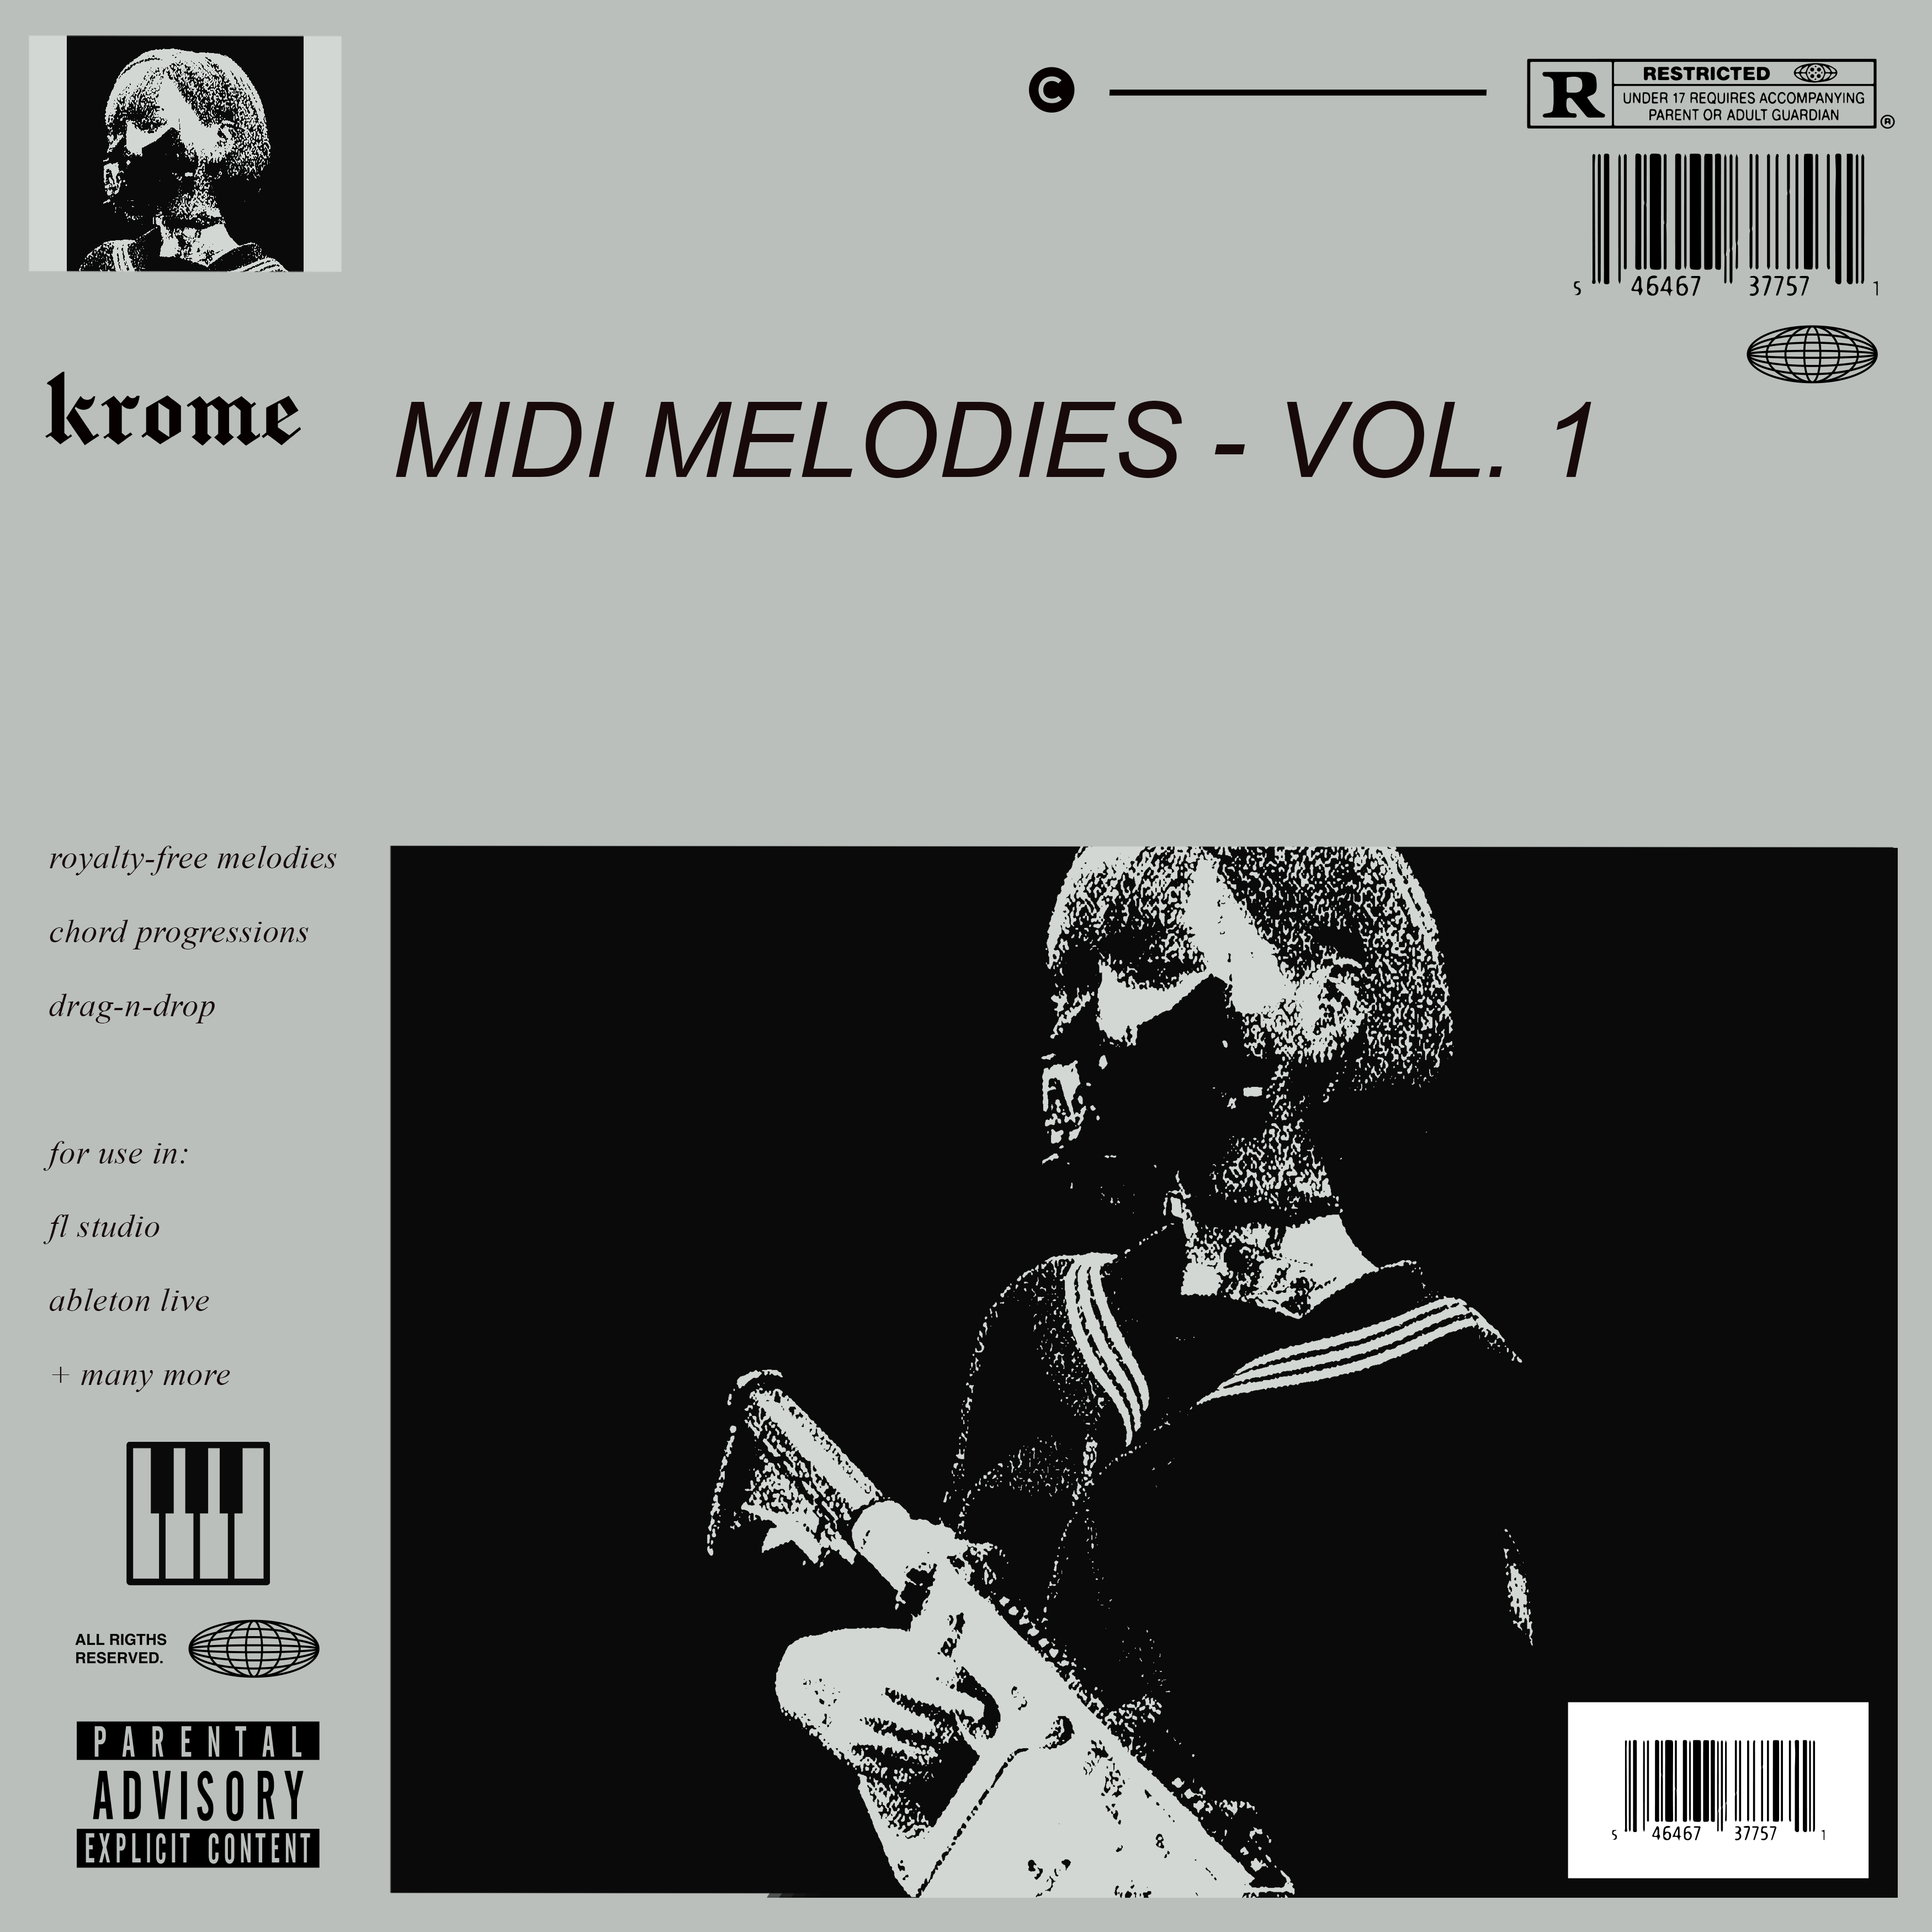 ©
R
RESTRICTED
UNDER 17 REQUIRES ACCOMPANYING
PARENT OR ADULT GUARDIAN
®
5 46467 37757 1
krome
MIDI MELODIES - VOL. 1
royalty-free melodies
chord progressions
drag-n-drop
for use in:
fl studio
ableton live
+ many more
ALL RIGTHS
RESERVED.
PARENTAL
ADVISORY
EXPLICIT CONTENT
5 46467 37757 1